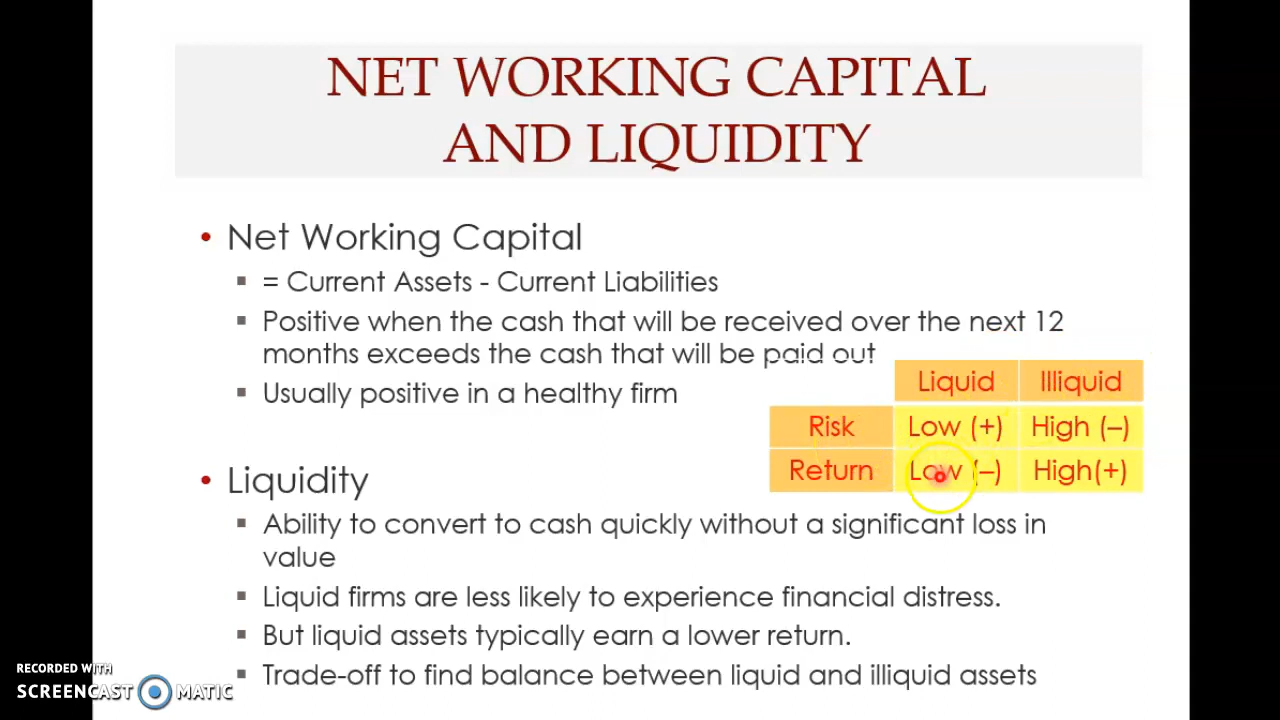 NET WORKING CAPITAL
AND LIQUIDITY
• Net Working Capital
▪ = Current Assets - Current Liabilities
▪ Positive when the cash that will be received over the next 12
months exceeds the cash that will be paid out
▪ Usually positive in a healthy firm
Liquid Illiquid
Risk Low (+) High (–)
Return Low (–) High(+)
• Liquidity
▪ Ability to convert to cash quickly without a significant loss in
value
▪ Liquid firms are less likely to experience financial distress.
▪ But liquid assets typically earn a lower return.
▪ Trade-off to find balance between liquid and illiquid assets
RECORDED WITH
SCREENCAST MATIC